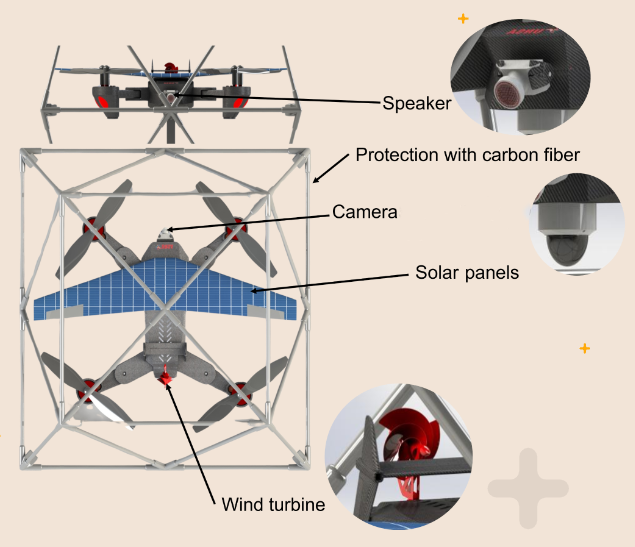 Speaker
Protection with carbon fiber
Camera
Solar panels
Wind turbine